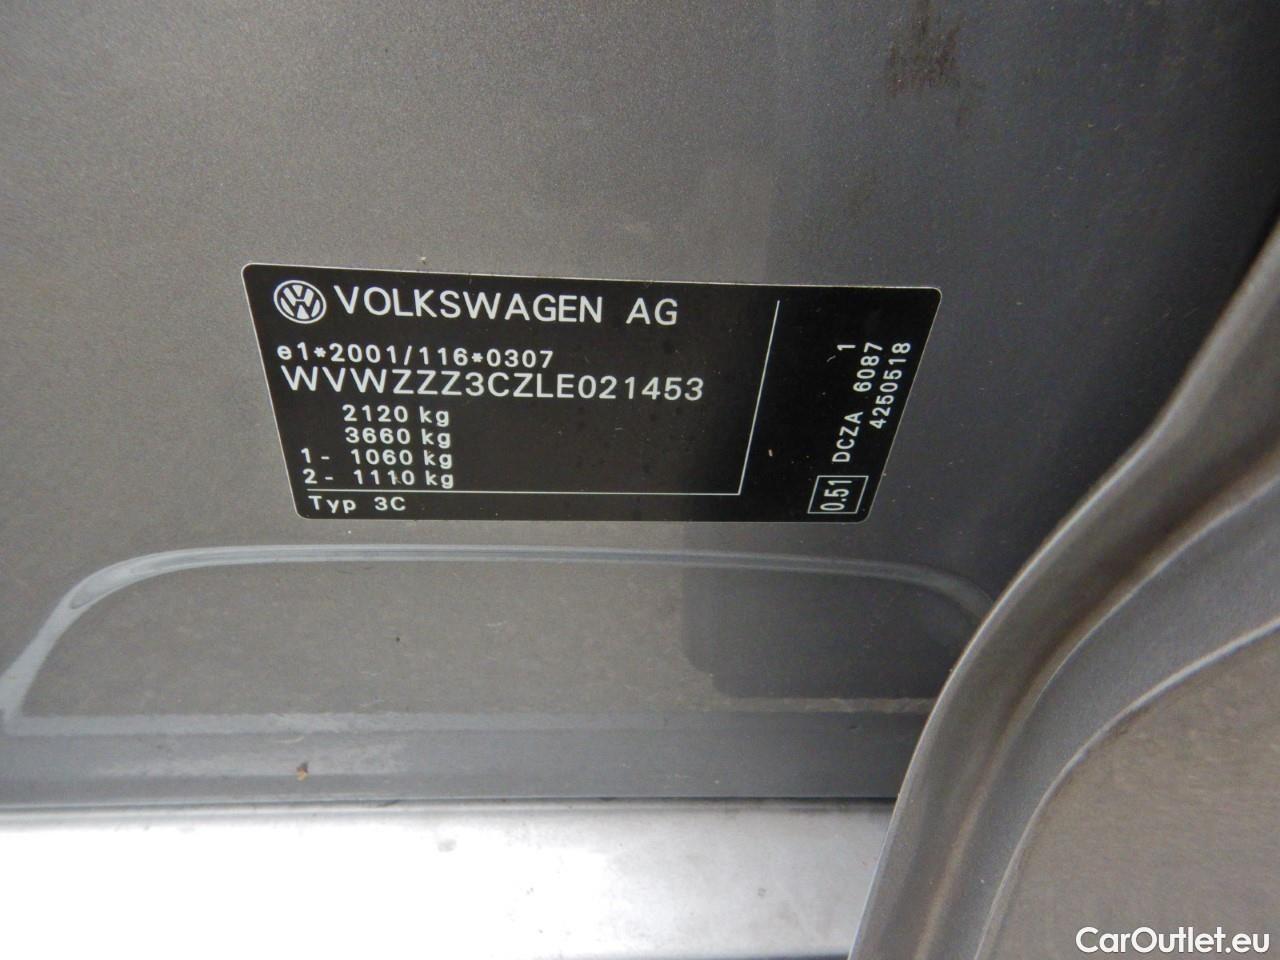 VOLKSWAGEN AG
e1*2001/116*0307
WVWZZZ3CZLE021453
2120 kg
3660 kg
1 - 1060 kg
2 - 1110 kg
Typ 3C
1
DCZA 6087
4250518
0.51
CarOutlet.eu